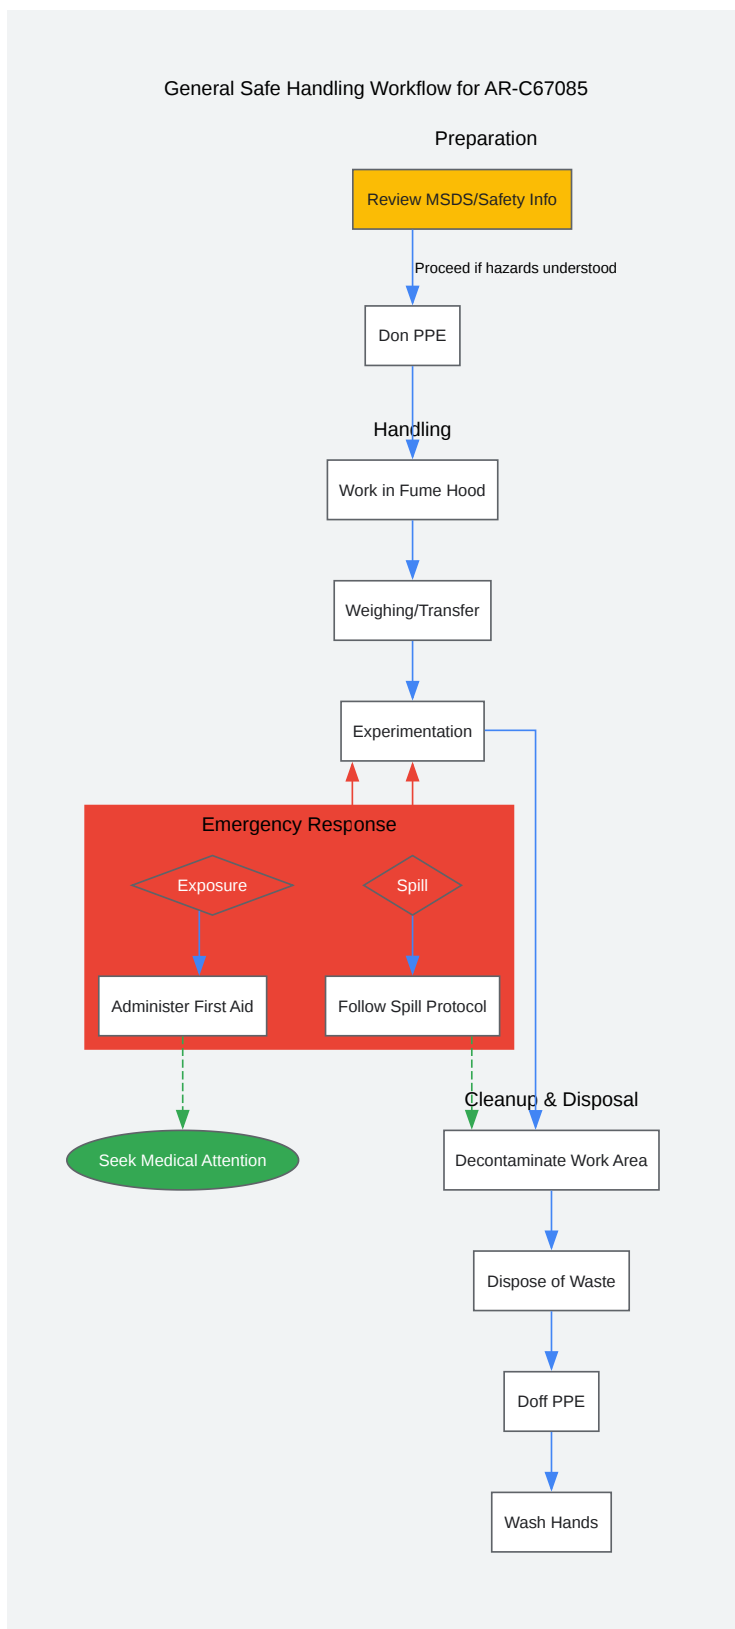 General Safe Handling Workflow for AR-C67085
Preparation
Review MSDS/Safety Info
Proceed if hazards understood
Don PPE
Handling
Work in Fume Hood
Weighing/Transfer
Experimentation
Emergency Response
Exposure
Spill
Administer First Aid
Follow Spill Protocol
Cleanup & Disposal
Seek Medical Attention
Decontaminate Work Area
Dispose of Waste
Doff PPE
Wash Hands